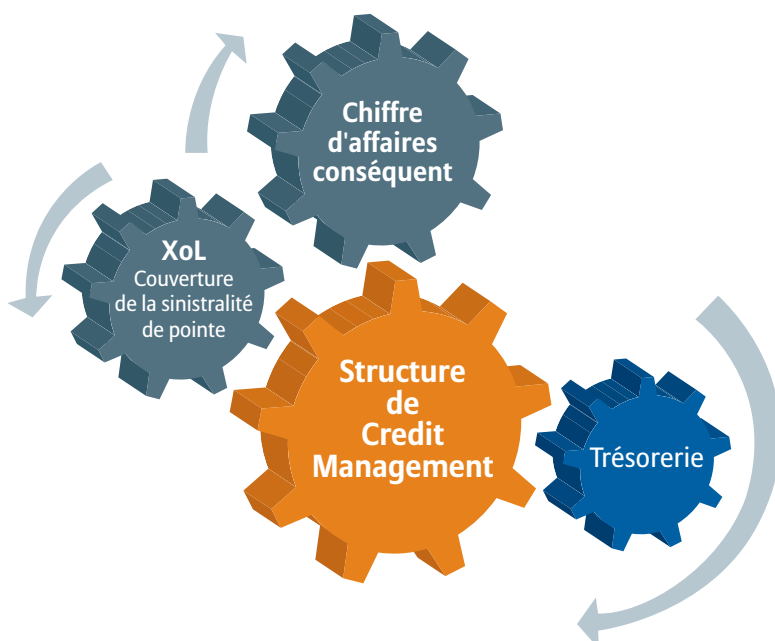 Chiffre
d'affaires
conséquent
XoL
Couverture
de la sinistralité
de pointe
Structure
de
Credit
Management
Trésorerie